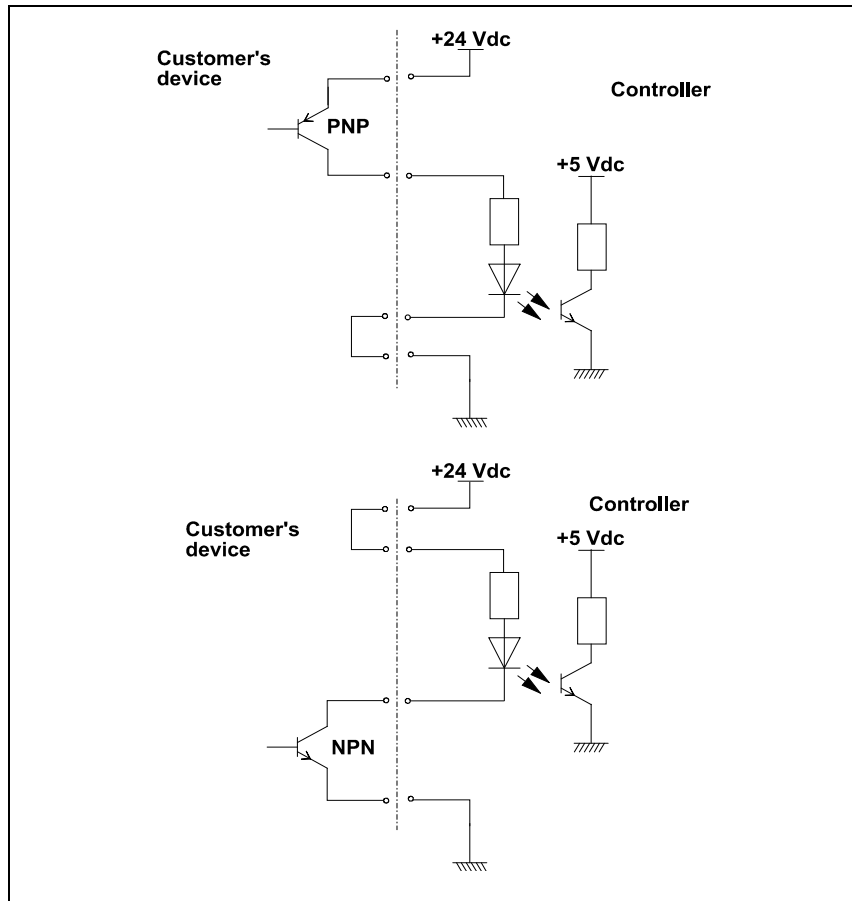 +24 Vdc
Customer's
device
Controller
PNP
+5 Vdc
+24 Vdc
Controller
Customer's
device
+5 Vdc
NPN